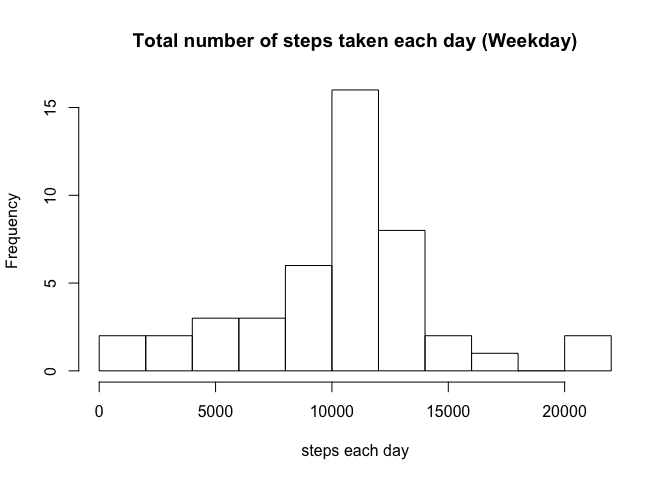 Total number of steps taken each day (Weekday)
Frequency
15
10
5
0
0 5000 10000 15000 20000
steps each day